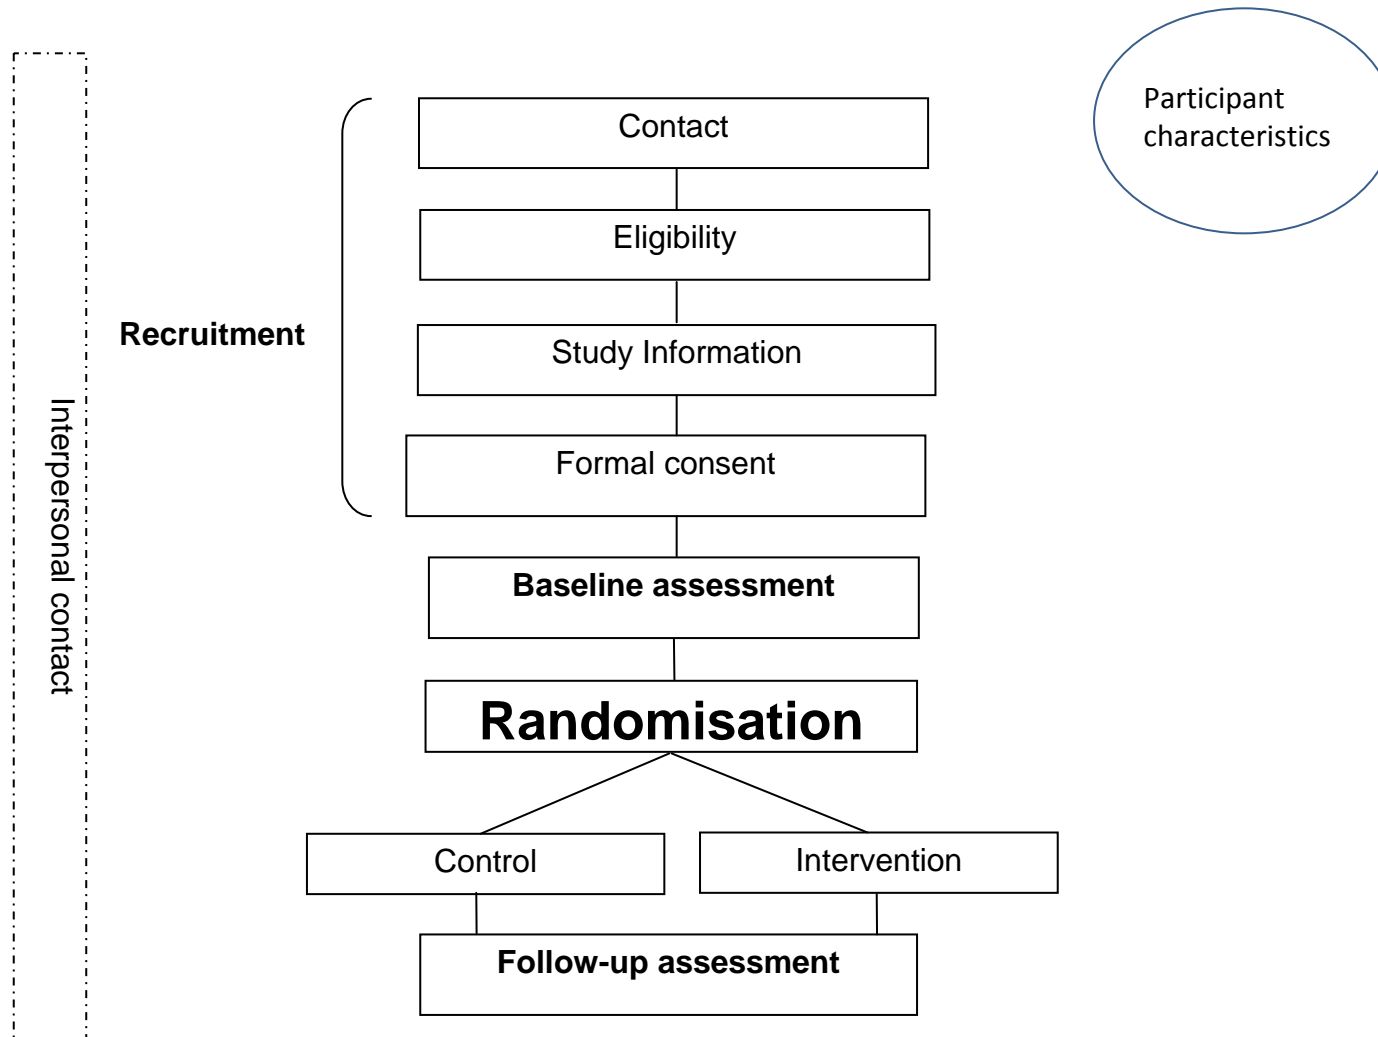 Participant
characteristics
Contact
Eligibility
Recruitment
Study Information
Formal consent
Interpersonal contact
Baseline assessment
Randomisation
Control
Intervention
Follow-up assessment